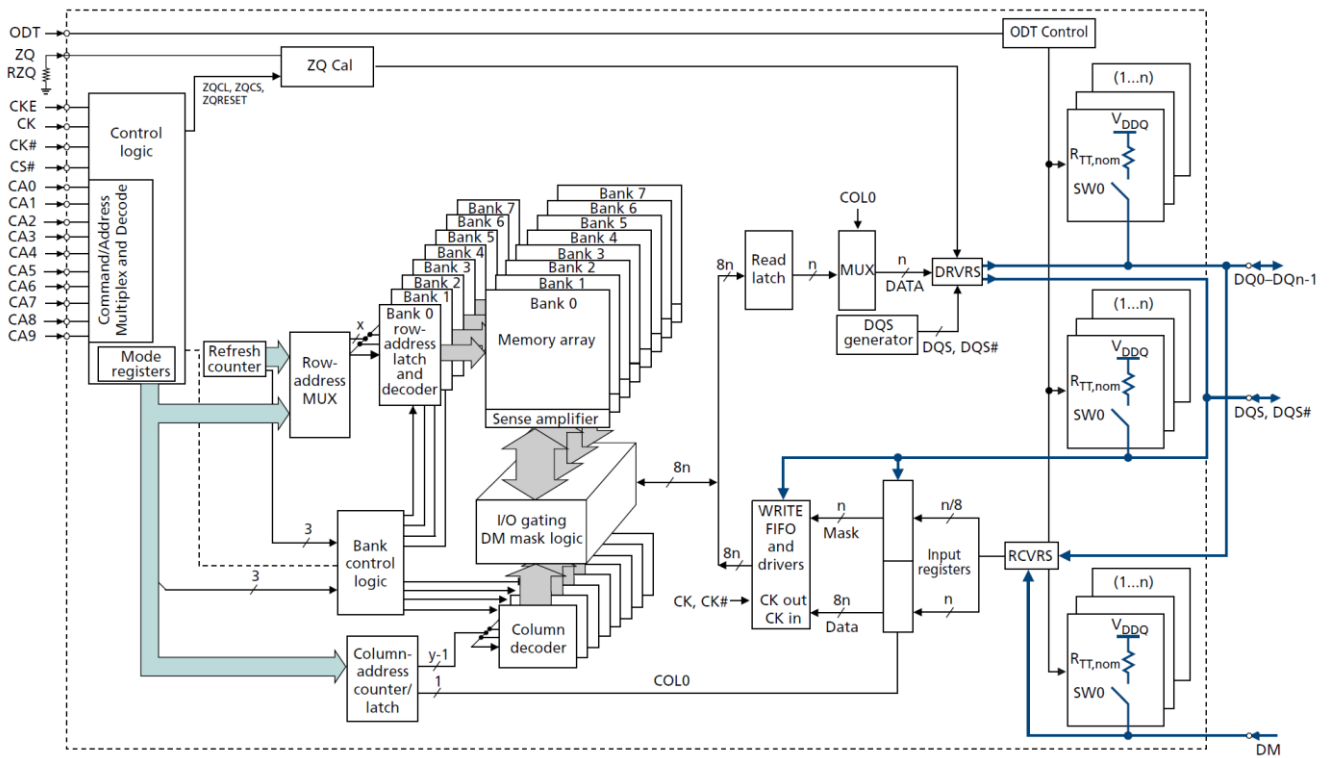 ODT
ODT Control
ZQ
RZQ
ZQ Cal
ZQCL, ZQCS,
ZQRESET
CKE
CK
CK#
CS#
CA0
CA1
CA2
CA3
CA4
CA5
CA6
CA7
CA8
CA9
Control
logic
Command/Address
Multiplex and Decode
Mode
registers
Refresh
counter
Row-
address
MUX
x
Bank 7
Bank 6
Bank 5
Bank 4
Bank 3
Bank 2
Bank 1
Bank 0
row-
address
latch
and
decoder
Bank 7
Bank 6
Bank 5
Bank 4
Bank 3
Bank 2
Bank 1
Bank 0
Memory array
Sense amplifier
I/O gating
DM mask logic
3
3
Bank
control
logic
Column
decoder
Column-
address
counter/
latch
y-1
1
COL0
8n
8n
8n
Read
latch
n
COL0
MUX
n
DATA
DRVRS
DQS
generator
DQS, DQS#
WRITE
FIFO
and
drivers
CK out
CK in
CK, CK#
n
Mask
8n
Data
n/8
Input
registers
n
RCVRS
(1...n)
VDDQ
RTT,nom
SW0
DQ0–DQn-1
(1...n)
VDDQ
RTT,nom
SW0
DQS, DQS#
(1...n)
VDDQ
RTT,nom
SW0
DM